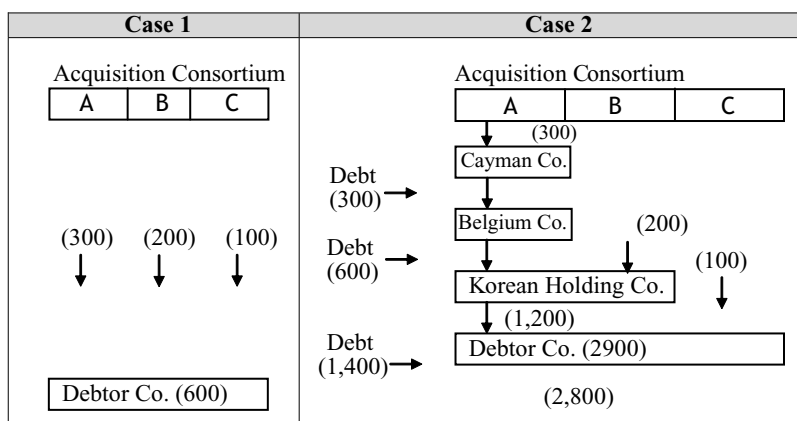 Case 1
Acquisition Consortium
A B C
(300) (200) (100)
Debtor Co. (600)
Case 2
Acquisition Consortium
A B C
(300)
Cayman Co.
Debt
(300)
Belgium Co.
(200)
Debt
(600)
(100)
Korean Holding Co.
(1,200)
Debt
(1,400)
Debtor Co. (2900)
(2,800)